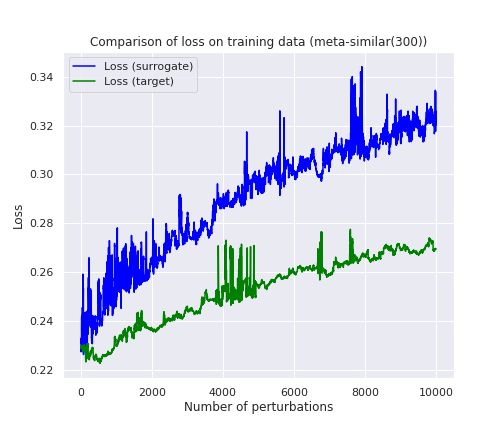 Comparison of loss on training data (meta-similar(300))
Loss (surrogate)
Loss (target)
Loss
0.34
0.32
0.30
0.28
0.26
0.24
0.22
0 2000 4000 6000 8000 10000
Number of perturbations